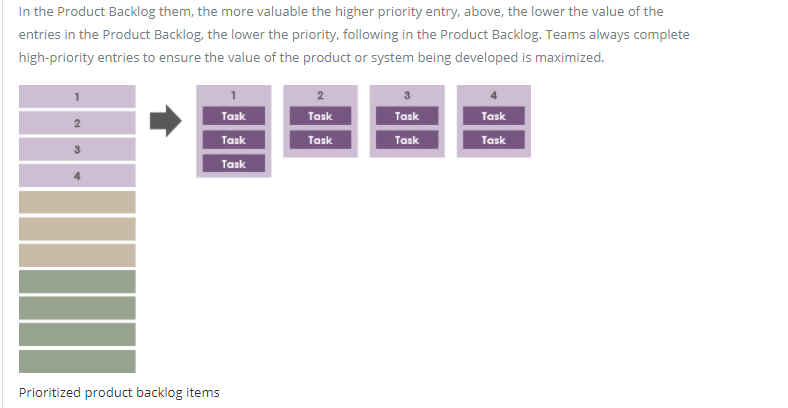 In the Product Backlog them, the more valuable the higher priority entry, above, the lower the value of the
entries in the Product Backlog, the lower the priority, following in the Product Backlog. Teams always complete
high-priority entries to ensure the value of the product or system being developed is maximized.
1
2
3
4
1
Task
Task
Task
2
Task
Task
3
Task
Task
4
Task
Task
Prioritized product backlog items